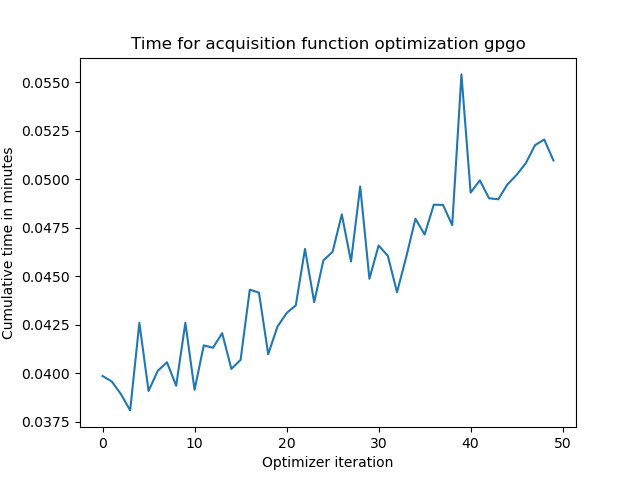 Time for acquisition function optimization gpgo
Cumulative time in minutes
0.0550
0.0525
0.0500
0.0475
0.0450
0.0425
0.0400
0.0375
0 10 20 30 40 50
Optimizer iteration